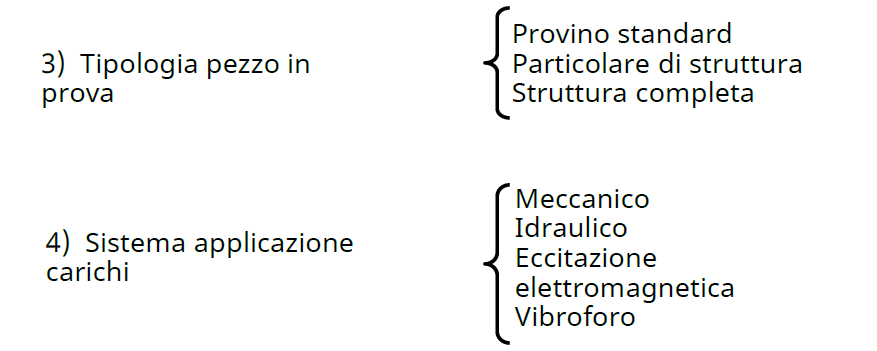 3) Tipologia pezzo in
prova
Provino standard
Particolare di struttura
Struttura completa
4) Sistema applicazione
carichi
Meccanico
Idraulico
Eccitazione
elettromagnetica
Vibroforo